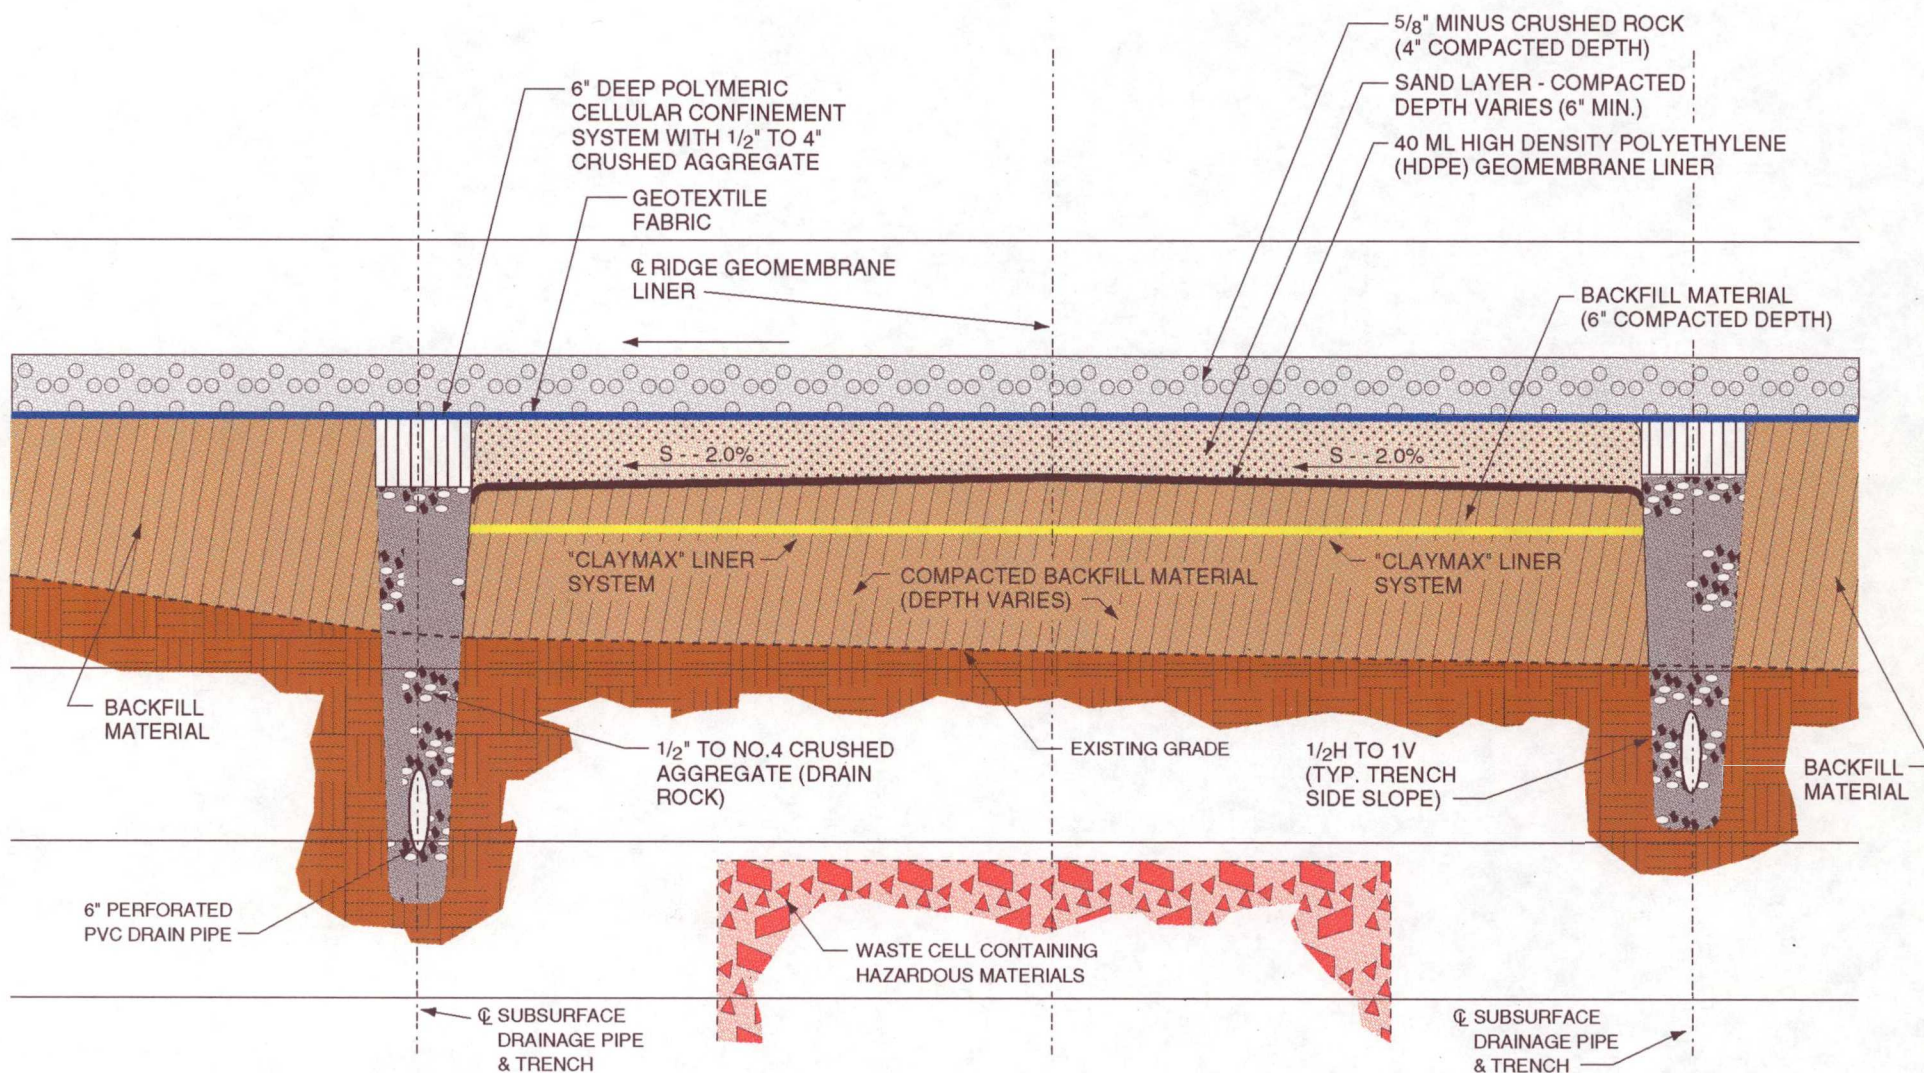 5/8" MINUS CRUSHED ROCK
(4" COMPACTED DEPTH)
SAND LAYER - COMPACTED
DEPTH VARIES (6" MIN.)
40 ML HIGH DENSITY POLYETHYLENE
(HDPE) GEOMEMBRANE LINER
6" DEEP POLYMERIC
CELLULAR CONFINEMENT
SYSTEM WITH 1/2" TO 4"
CRUSHED AGGREGATE
GEOTEXTILE
FABRIC
℄ RIDGE GEOMEMBRANE
LINER
BACKFILL MATERIAL
(6" COMPACTED DEPTH)
S - - 2.0%
S - - 2.0%
"CLAYMAX" LINER
SYSTEM
COMPACTED BACKFILL MATERIAL
(DEPTH VARIES)
"CLAYMAX" LINER
SYSTEM
BACKFILL
MATERIAL
1/2" TO NO.4 CRUSHED
AGGREGATE (DRAIN
ROCK)
EXISTING GRADE
1/2H TO 1V
(TYP. TRENCH
SIDE SLOPE)
BACKFILL
MATERIAL
6" PERFORATED
PVC DRAIN PIPE
WASTE CELL CONTAINING
HAZARDOUS MATERIALS
℄ SUBSURFACE
DRAINAGE PIPE
& TRENCH
℄ SUBSURFACE
DRAINAGE PIPE
& TRENCH